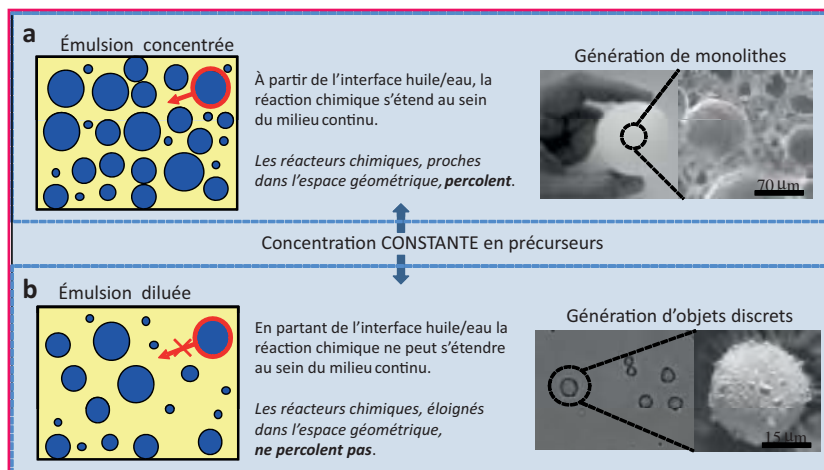 a
Émulsion concentrée
À partir de l’interface huile/eau, la
réaction chimique s’étend au sein
du milieu continu.
Les réacteurs chimiques, proches
dans l’espace géométrique, percolent.
Génération de monolithes
70 µm
Concentration CONSTANTE en précurseurs
b
Émulsion diluée
En partant de l’interface huile/eau la
réaction chimique ne peut s’étendre
au sein du milieu continu.
Les réacteurs chimiques, éloignés
dans l’espace géométrique,
ne percolent pas.
Génération d’objets discrets
15 µm